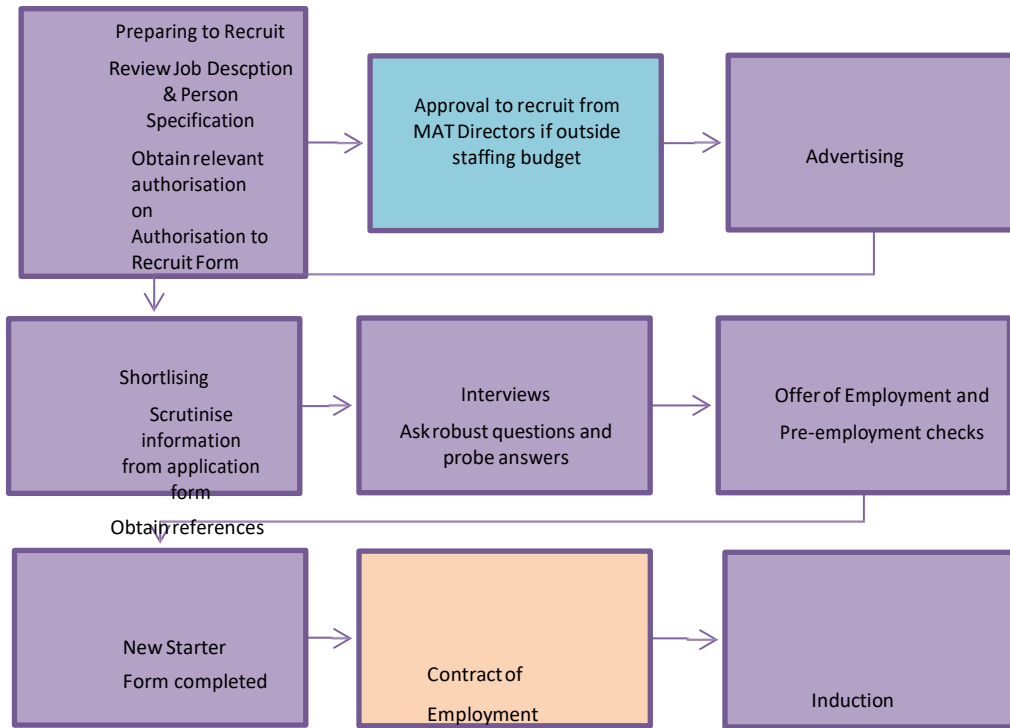 Preparing to Recruit
Review Job Descption
& Person
Specification
Obtain relevant
authorisation
on
Authorisation to
Recruit Form
Approval to recruit from
MAT Directors if outside
staffing budget
Advertising
Shortlising
Scrutinise
information
from application
form
Obtain references
Interviews
Ask robust questions and
probe answers
Offer of Employment and
Pre-employment checks
New Starter
Form completed
Contract of
Employment
Induction